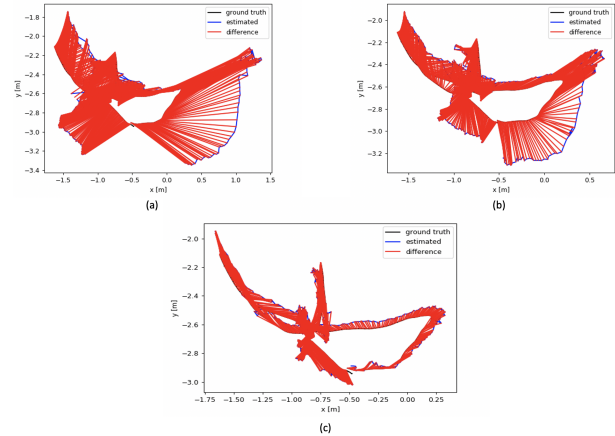 ground truth
estimated
difference
−2.0
−2.2
−2.4
−2.6
−2.8
−3.0
−3.2
−3.4
y [m]
−1.5 −1.0 −0.5 0.0 0.5 1.0 1.5
x [m]
(a)
ground truth
estimated
difference
−2.0
−2.2
−2.4
−2.6
−2.8
−3.0
−3.2
y [m]
−1.5 −1.0 −0.5 0.0 0.5
x [m]
(b)
ground truth
estimated
difference
−2.0
−2.2
−2.4
−2.6
−2.8
−3.0
y [m]
−1.75 −1.50 −1.25 −1.00 −0.75 −0.50 −0.25 0.00 0.25
x [m]
(c)